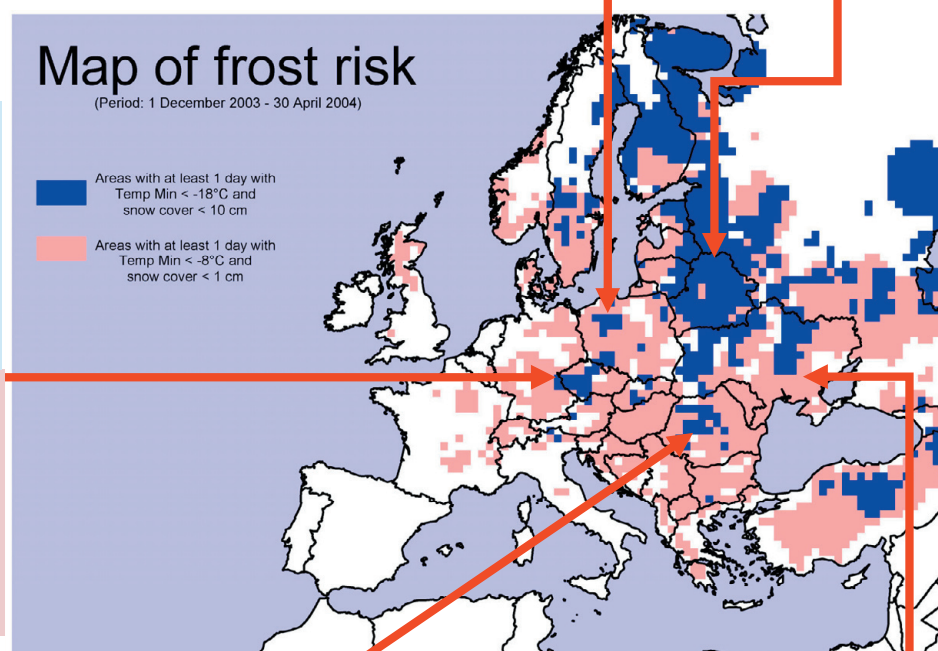 Map of frost risk
(Period: 1 December 2003 - 30 April 2004)
Areas with at least 1 day with
Temp Min < -18°C and
snow cover < 10 cm
Areas with at least 1 day with
Temp Min < -8°C and
snow cover < 1 cm